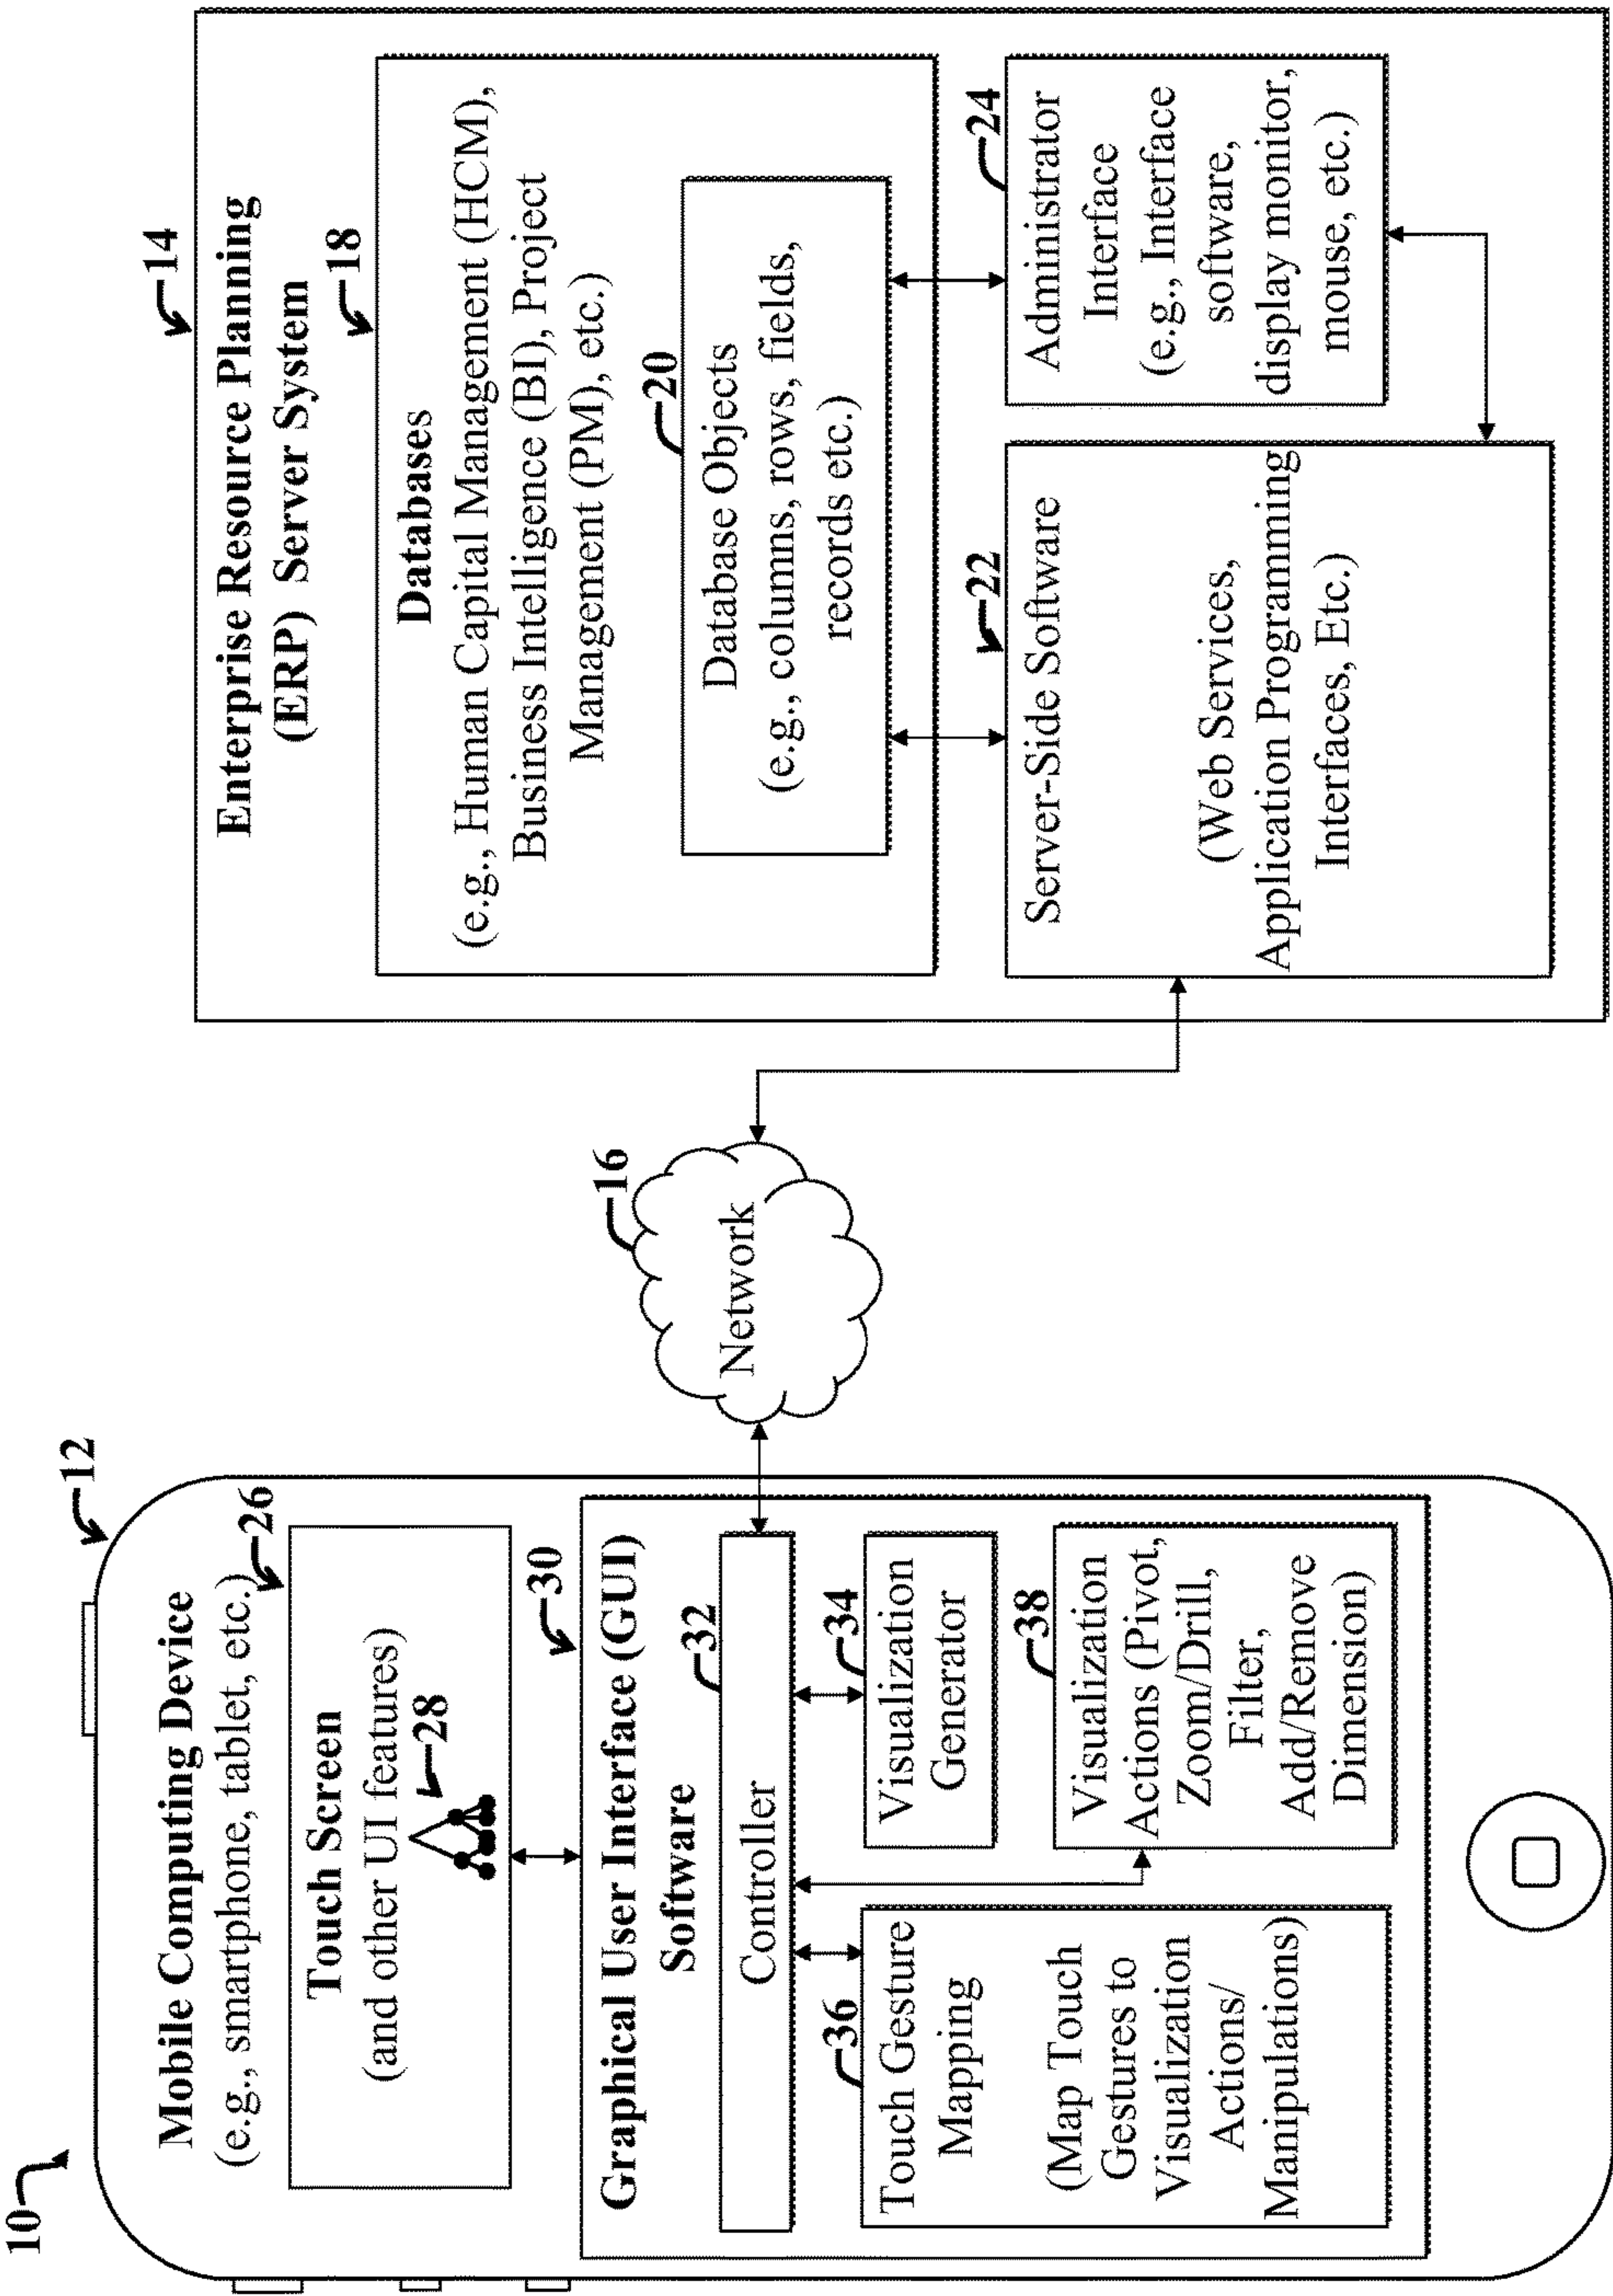 10
12
Mobile Computing Device
(e.g., smartphone, tablet, etc.)
26
Touch Screen
(and other UI features)
28
30
Graphical User Interface (GUI)
Software
32
Controller
36
Touch Gesture
Mapping
(Map Touch
Gestures to
Visualization
Actions/
Manipulations)
34
Visualization
Generator
38
Visualization
Actions (Pivot,
Zoom/Drill,
Filter,
Add/Remove
Dimension)
16
Network
14
Enterprise Resource Planning
(ERP) Server System
18
Databases
(e.g., Human Capital Management (HCM),
Business Intelligence (BI), Project
Management (PM), etc.)
20
Database Objects
(e.g., columns, rows, fields,
records etc.)
22
Server-Side Software
(Web Services,
Application Programming
Interfaces, Etc.)
24
Administrator
Interface
(e.g., Interface
software,
display monitor,
mouse, etc.)